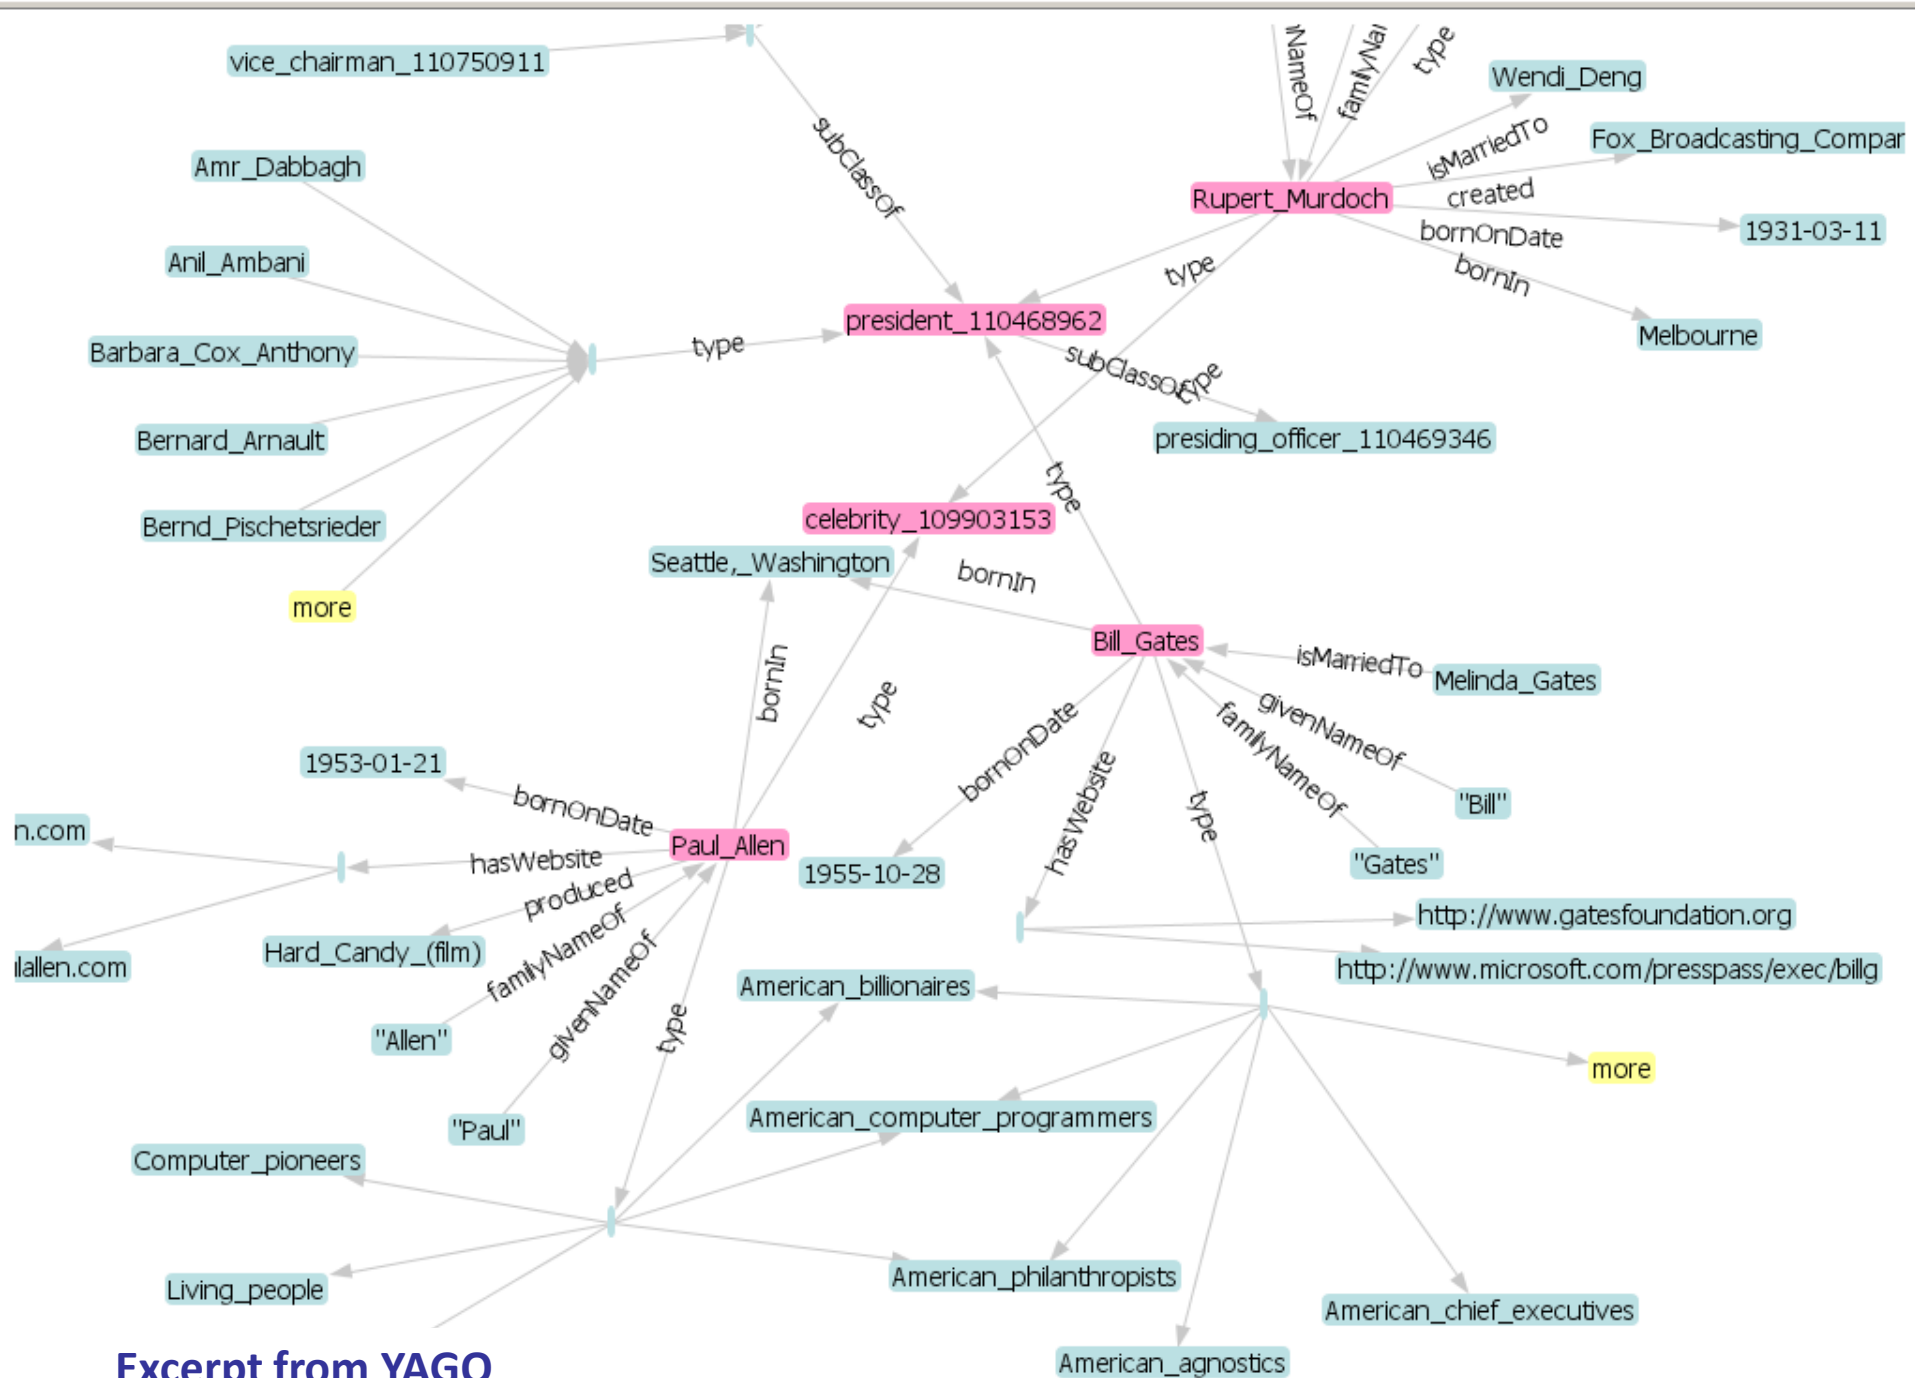 vice_chairman_110750911
subClassOf
NameOf
type
Wendi_Deng
isMarriedTo
Fox_Broadcasting_Compar
Rupert_Murdoch
created
1931-03-11
bornOnDate
bornIn
Melbourne
type
Amr_Dabbagh
Anil_Ambani
Barbara_Cox_Anthony
Bernard_Arnault
Bernd_Pischetsrieder
more
type
president_110468962
subClassOf
type
presiding_officer_110469346
type
celebrity_109903153
Seattle,_Washington
bornIn
Bill_Gates
isMarriedTo
Melinda_Gates
givenNameOf
"Bill"
familyNameOf
"Gates"
bornOnDate
1955-10-28
hasWebsite
type
http://www.gatesfoundation.org
http://www.microsoft.com/presspass/exec/billg
bornIn
type
1953-01-21
bornOnDate
Paul_Allen
n.com
hasWebsite
produced
Hard_Candy_(film)
lallen.com
familyNameOf
"Allen"
givenNameOf
"Paul"
type
American_billionaires
more
American_computer_programmers
Computer_pioneers
Living_people
American_philanthropists
American_chief_executives
American_agnostics
Excerpt from YAGO